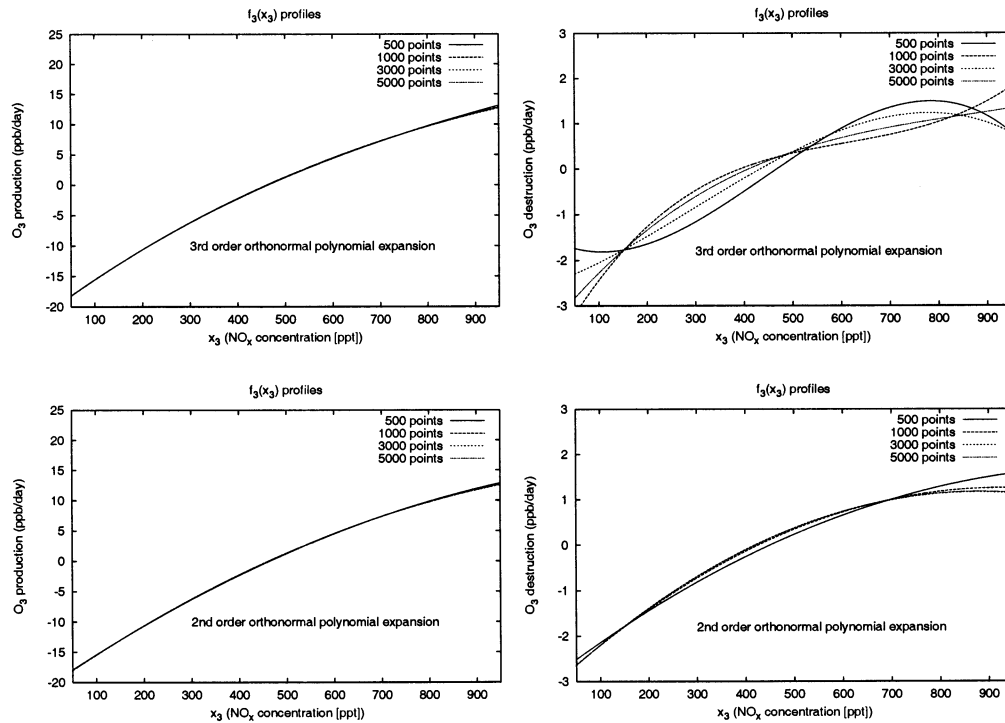 f3(x3) profiles
O3 production (ppb/day)
25
20
15
10
5
0
-5
-10
-15
-20
500 points
1000 points
3000 points
5000 points
3rd order orthonormal polynomial expansion
100 200 300 400 500 600 700 800 900
x3 (NOx concentration [ppt])
f3(x3) profiles
O3 destruction (ppb/day)
3
2
1
0
-1
-2
-3
500 points
1000 points
3000 points
5000 points
3rd order orthonormal polynomial expansion
100 200 300 400 500 600 700 800 900
x3 (NOx concentration [ppt])
f3(x3) profiles
O3 production (ppb/day)
25
20
15
10
5
0
-5
-10
-15
-20
500 points
1000 points
3000 points
5000 points
2nd order orthonormal polynomial expansion
100 200 300 400 500 600 700 800 900
x3 (NOx concentration [ppt])
f3(x3) profiles
O3 destruction (ppb/day)
3
2
1
0
-1
-2
-3
500 points
1000 points
3000 points
5000 points
2nd order orthonormal polynomial expansion
100 200 300 400 500 600 700 800 900
x3 (NOx concentration [ppt])